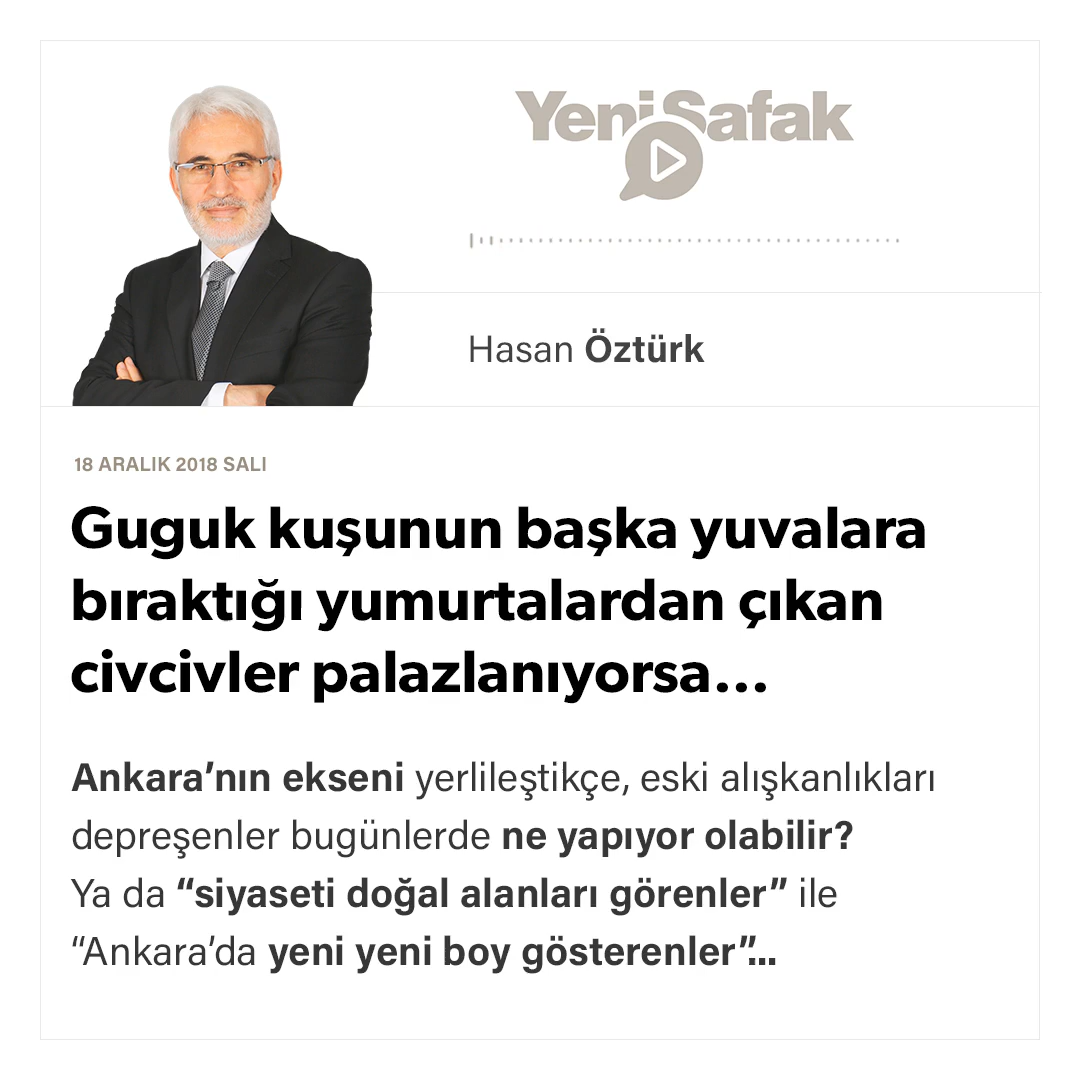 Yeni Şafak
Hasan Öztürk
18 ARALIK 2018 SALI
Guguk kuşunun başka yuvalara
bıraktığı yumurtalardan çıkan
civcivler palazlanıyorsa…
Ankara’nın ekseni yerlileştikçe, eski alışkanlıkları
depreşenler bugünlerde ne yapıyor olabilir?
Ya da “siyaseti doğal alanları görenler” ile
“Ankara’da yeni yeni boy gösterenler”...